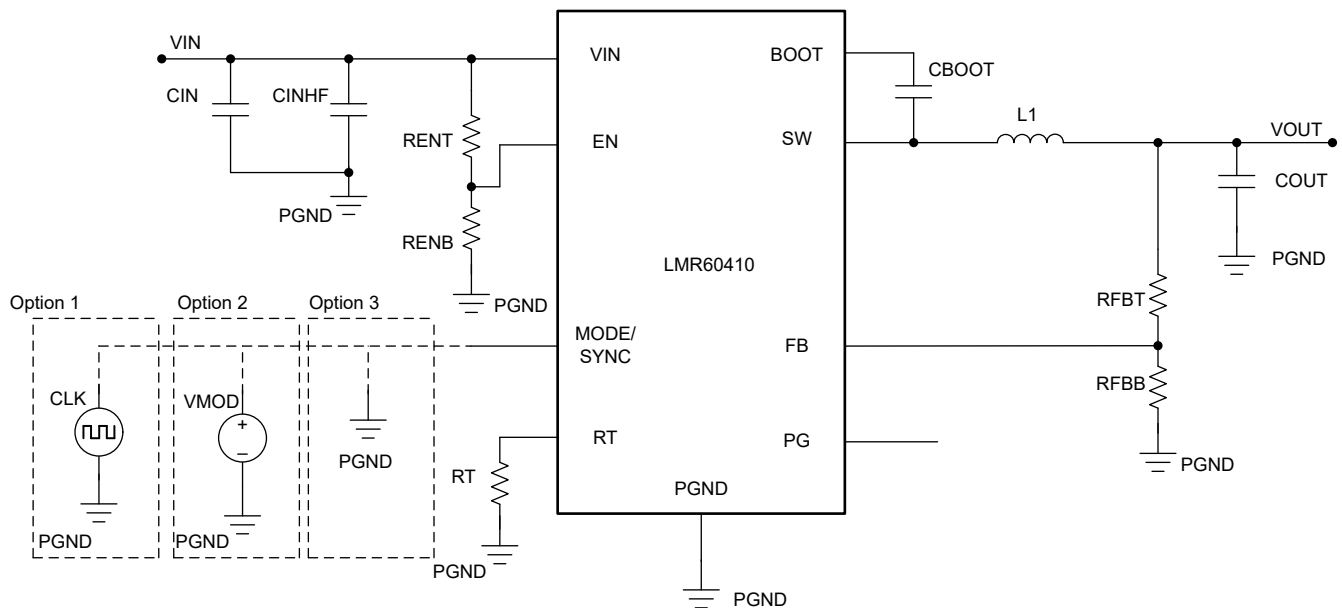 VIN
CIN
CINHF
PGND
RENT
RENB
PGND
VIN
EN
MODE/
SYNC
RT
LMR60410
BOOT
SW
FB
PG
PGND
PGND
CBOOT
L1
VOUT
COUT
PGND
RFBT
RFBB
PGND
Option 1
CLK
PGND
Option 2
VMOD
+
−
PGND
Option 3
PGND
RT
PGND